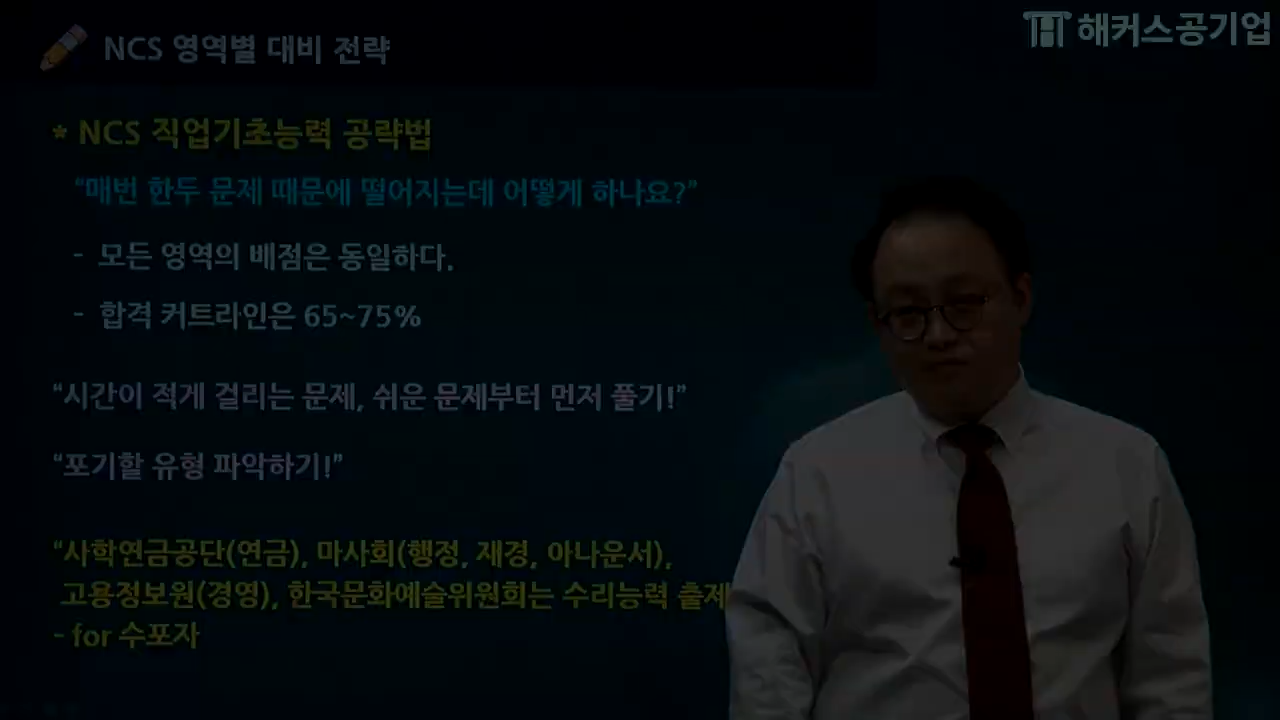 NCS 영역별 대비 전략
해커스공기업
* NCS 직업기초능력 공략법
"매번 한두 문제 때문에 떨어지는데 어떻게 하나요?"
- 모든 영역의 배점은 동일하다.
- 합격 커트라인은 65~75%
"시간이 적게 걸리는 문제, 쉬운 문제부터 먼저 풀기!"
"포기할 유형 파악하기!"
"사학연금공단(연금), 마사회(행정, 재경, 아나운서),
고용정보원(경영), 한국문화예술위원회는 수리능력 출제
- for 수포자